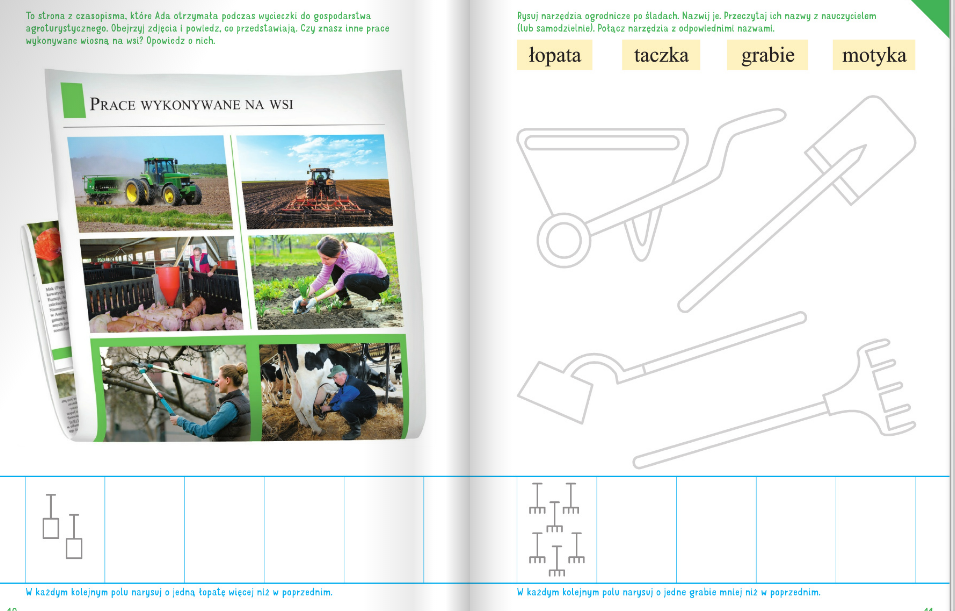 To strona z czasopisma, które Ada otrzymała podczas wycieczki do gospodarstwa
agroturystycznego. Obejrzyj zdjęcia i powiedz, co przedstawiają. Czy znasz inne prace
wykonywane wiosną na wsi? Opowiedz o nich.
PRACE WYKONYWANE NA WSI
W każdym kolejnym polu narysuj o jedną łopatę więcej niż w poprzednim.
Rysuj narzędzia ogrodnicze po śladach. Nazwij je. Przeczytaj ich nazwy z nauczycielem
(lub samodzielnie). Połącz narzędzia z odpowiednimi nazwami.
łopata taczka grabie motyka
W każdym kolejnym polu narysuj o jedne grabie mniej niż w poprzednim.